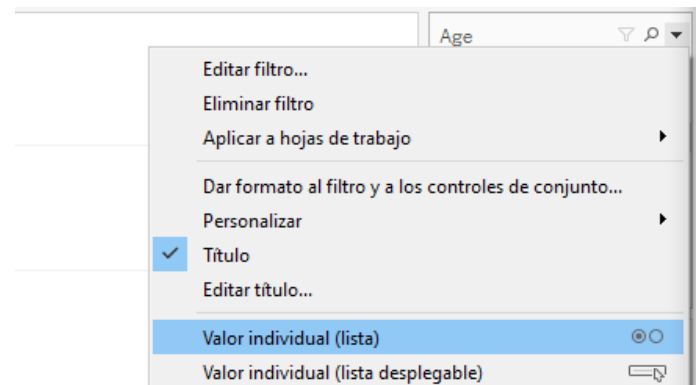 Age
Editar filtro...
Eliminar filtro
Aplicar a hojas de trabajo
Dar formato al filtro y a los controles de conjunto...
Personalizar
Título
Editar título...
Valor individual (lista)
Valor individual (lista desplegable)